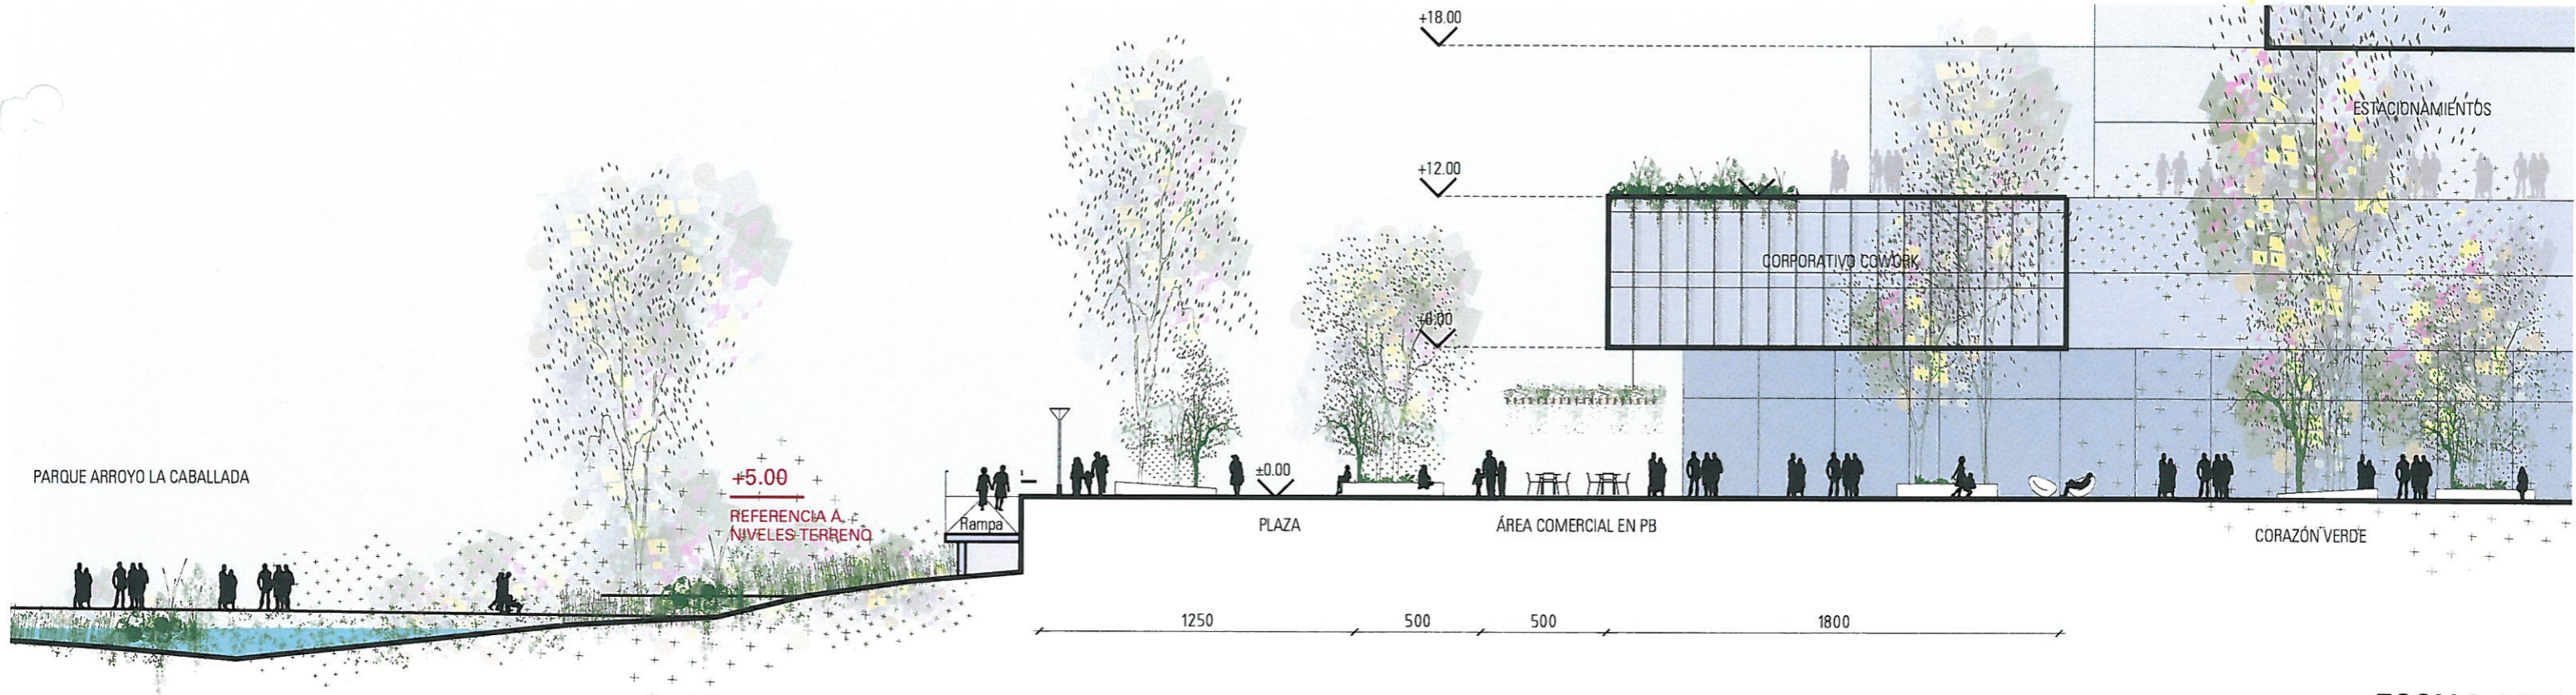 +18.00
ESTACIONAMIENTOS
+12.00
CORPORATIVO COWORK
+6.00
PARQUE ARROYO LA CABALLADA
+5.00
REFERENCIA A
NIVELES TERRENO
±0.00
Rampa
PLAZA
ÁREA COMERCIAL EN PB
CORAZÓN VERDE
1250
500
500
1800